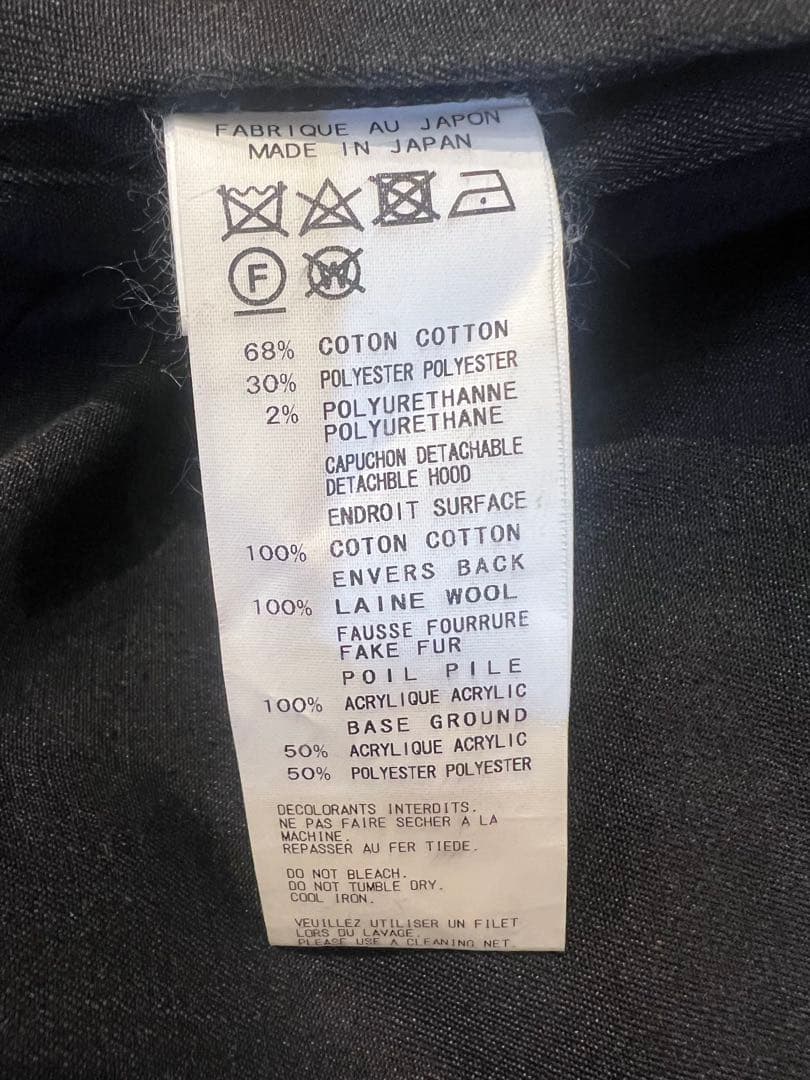 FABRIQUE AU JAPON
MADE IN JAPAN
F W
68% COTON COTTON
30% POLYESTER POLYESTER
2% POLYURETHANNE
POLYURETHANE
CAPUCHON DETACHABLE
DETACHBLE HOOD
ENDROIT SURFACE
100% COTON COTTON
ENVERS BACK
100% LAINE WOOL
FAUSSE FOURRURE
FAKE FUR
POIL PILE
100% ACRYLIQUE ACRYLIC
BASE GROUND
50% ACRYLIQUE ACRYLIC
50% POLYESTER POLYESTER
DECOLORANTS INTERDITS.
NE PAS FAIRE SECHER A LA
MACHINE.
REPASSER AU FER TIEDE.
DO NOT BLEACH.
DO NOT TUMBLE DRY.
COOL IRON.
VEUILLEZ UTILISER UN FILET
LORS DU LAVAGE.
PLEASE USE A CLEANING NET.